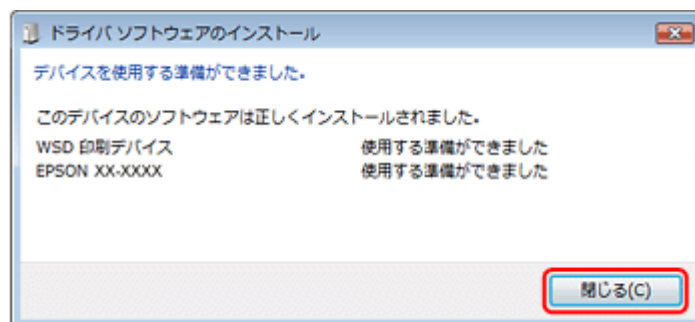 ドライバ ソフトウェアのインストール
デバイスを使用する準備ができました。
このデバイスのソフトウェアは正しくインストールされました。
WSD 印刷デバイス 使用する準備ができました
EPSON XX-XXXX 使用する準備ができました
閉じる(C)